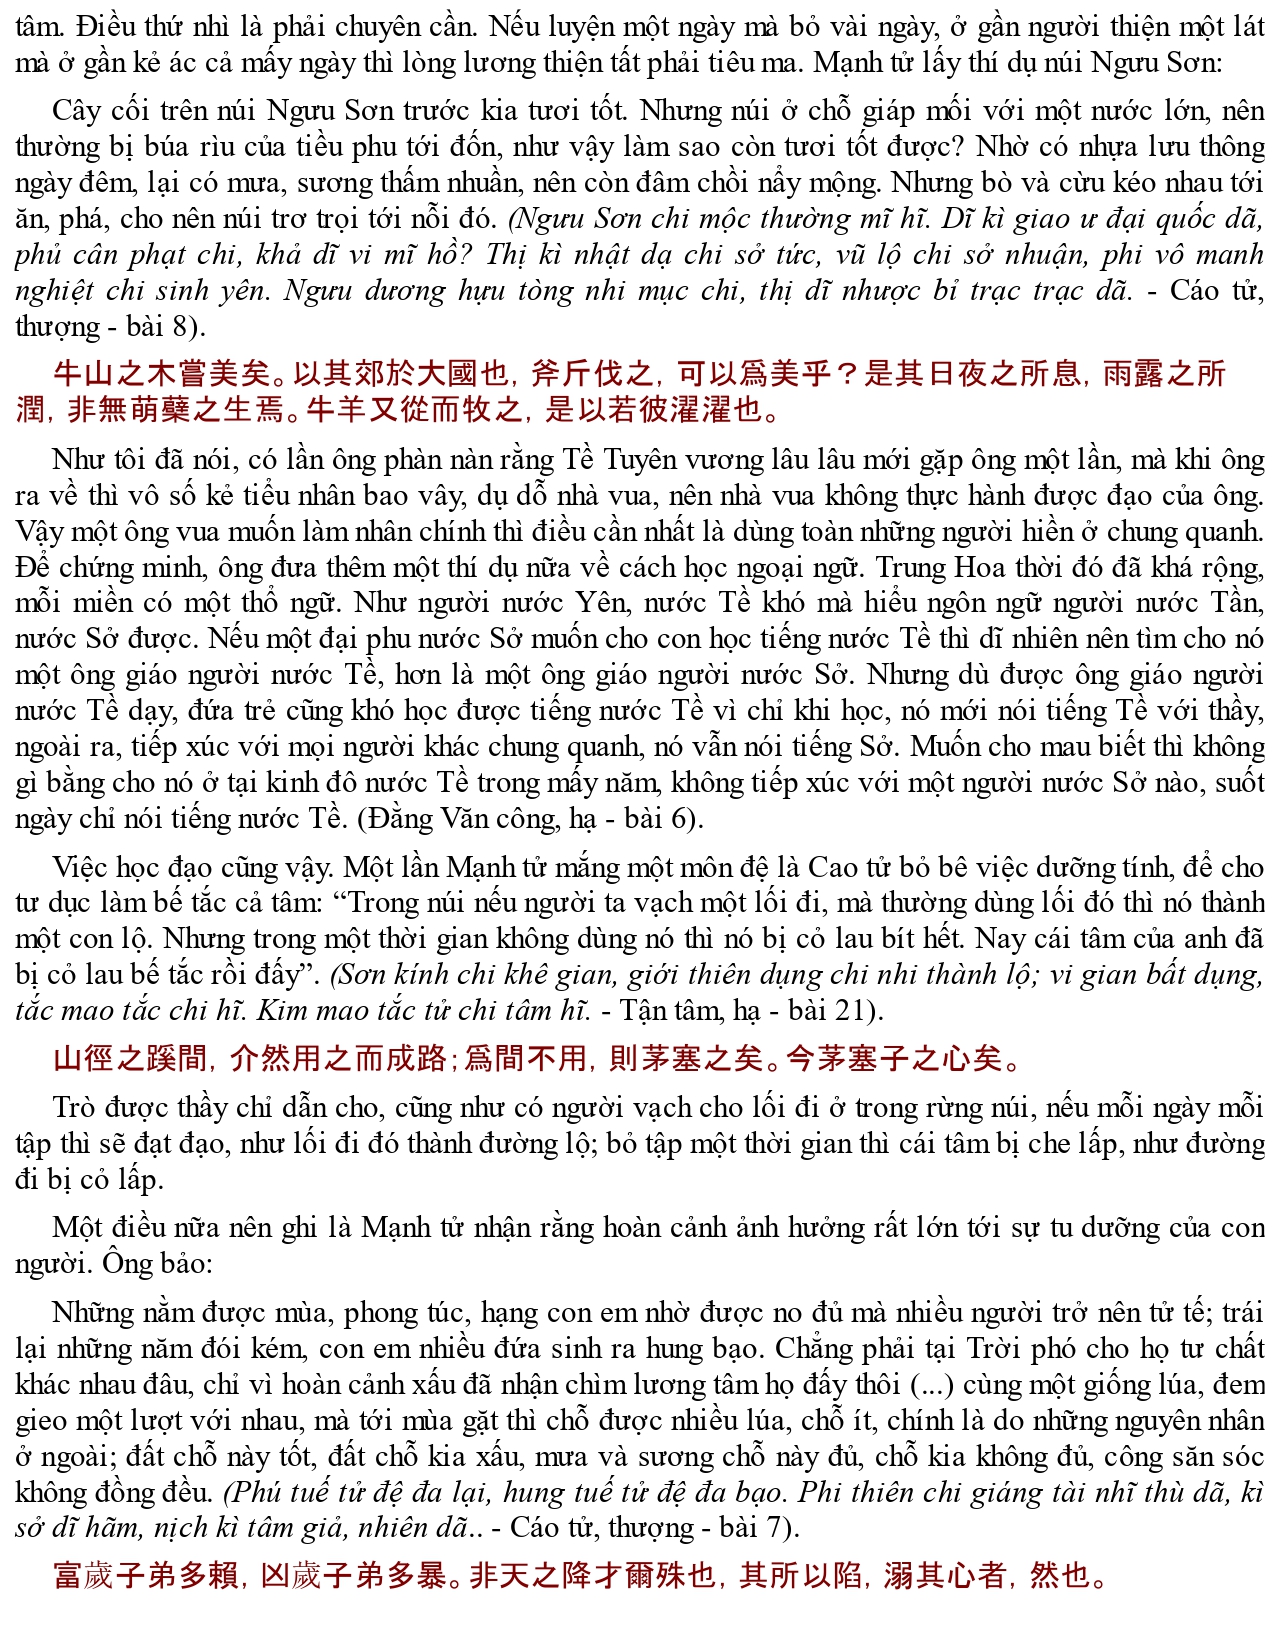 tâm. Điều thứ nhì là phải chuyên cần. Nếu luyện một ngày mà bỏ vài ngày, ở gần người thiện một lát
mà ở gần kẻ ác cả mấy ngày thì lòng lương thiện tất phải tiêu ma. Mạnh tử lấy thí dụ núi Ngưu Sơn:
Cây cối trên núi Ngưu Sơn trước kia tươi tốt. Nhưng núi ở chỗ giáp mối với một nước lớn, nên
thường bị búa rìu của tiều phu tới đốn, như vậy làm sao còn tươi tốt được? Nhờ có nhựa lưu thông
ngày đêm, lại có mưa, sương thấm nhuần, nên còn đâm chồi nẩy mộng. Nhưng bò và cừu kéo nhau tới
ăn, phá, cho nên núi trơ trọi tới nỗi đó. (Ngưu Sơn chi mộc thường mĩ hĩ. Dĩ kì giao ư đại quốc dã,
phủ cân phạt chi, khả dĩ vi mĩ hồ? Thị kì nhật dạ chi sở tức, vũ lộ chi sở nhuận, phi vô manh
nghiệt chi sinh yên. Ngưu dương hựu tòng nhi mục chi, thị dĩ nhược bỉ trạc trạc dã. - Cáo tử,
thượng - bài 8).
牛山之木嘗美矣。以其郊於大國也，斧斤伐之，可以爲美乎？是其日夜之所息，雨露之所
潤，非無萌蘗之生焉。牛羊又從而牧之，是以若彼濯濯也。
Như tôi đã nói, có lần ông phàn nàn rằng Tề Tuyên vương lâu lâu mới gặp ông một lần, mà khi ông
ra về thì vô số kẻ tiểu nhân bao vây, dụ dỗ nhà vua, nên nhà vua không thực hành được đạo của ông.
Vậy một ông vua muốn làm nhân chính thì điều cần nhất là dùng toàn những người hiền ở chung quanh.
Để chứng minh, ông đưa thêm một thí dụ nữa về cách học ngoại ngữ. Trung Hoa thời đó đã khá rộng,
mỗi miền có một thổ ngữ. Như người nước Yên, nước Tề khó mà hiểu ngôn ngữ người nước Tần,
nước Sở được. Nếu một đại phu nước Sở muốn cho con học tiếng nước Tề thì dĩ nhiên nên tìm cho nó
một ông giáo người nước Tề, hơn là một ông giáo người nước Sở. Nhưng dù được ông giáo người
nước Tề dạy, đứa trẻ cũng khó học được tiếng nước Tề vì chỉ khi học, nó mới nói tiếng Tề với thầy,
ngoài ra, tiếp xúc với mọi người khác chung quanh, nó vẫn nói tiếng Sở. Muốn cho mau biết thì không
gì bằng cho nó ở tại kinh đô nước Tề trong mấy năm, không tiếp xúc với một người nước Sở nào, suốt
ngày chỉ nói tiếng nước Tề. (Đằng Văn công, hạ - bài 6).
Việc học đạo cũng vậy. Một lần Mạnh tử mắng một môn đệ là Cao tử bỏ bê việc dưỡng tính, để cho
tư dục làm bế tắc cả tâm: “Trong núi nếu người ta vạch một lối đi, mà thường dùng lối đó thì nó thành
một con lộ. Nhưng trong một thời gian không dùng nó thì nó bị cỏ lau bít hết. Nay cái tâm của anh đã
bị cỏ lau bế tắc rồi đấy”. (Sơn kính chi khê gian, giới thiên dụng chi nhi thành lộ; vi gian bất dụng,
tắc mao tắc chi hĩ. Kim mao tắc tử chi tâm hĩ. - Tận tâm, hạ - bài 21).
山徑之蹊間，介然用之而成路；爲間不用，則茅塞之矣。今茅塞子之心矣。
Trò được thầy chỉ dẫn cho, cũng như có người vạch cho lối đi ở trong rừng núi, nếu mỗi ngày mỗi
tập thì sẽ đạt đạo, như lối đi đó thành đường lộ; bỏ tập một thời gian thì cái tâm bị che lấp, như đường
đi bị cỏ lấp.
Một điều nữa nên ghi là Mạnh tử nhận rằng hoàn cảnh ảnh hưởng rất lớn tới sự tu dưỡng của con
người. Ông bảo:
Những nằm được mùa, phong túc, hạng con em nhờ được no đủ mà nhiều người trở nên tử tế; trái
lại những năm đói kém, con em nhiều đứa sinh ra hung bạo. Chẳng phải tại Trời phó cho họ tư chất
khác nhau đâu, chỉ vì hoàn cảnh xấu đã nhận chìm lương tâm họ đấy thôi (...) cùng một giống lúa, đem
gieo một lượt với nhau, mà tới mùa gặt thì chỗ được nhiều lúa, chỗ ít, chính là do những nguyên nhân
ở ngoài; đất chỗ này tốt, đất chỗ kia xấu, mưa và sương chỗ này đủ, chỗ kia không đủ, công săn sóc
không đồng đều. (Phú tuế tử đệ đa lại, hung tuế tử đệ đa bạo. Phi thiên chi giáng tài nhĩ thù dã, kì
sở dĩ hãm, nịch kì tâm giả, nhiên dã.. - Cáo tử, thượng - bài 7).
富歲子弟多賴，凶歲子弟多暴。非天之降才爾殊也，其所以陷，溺其心者，然也。